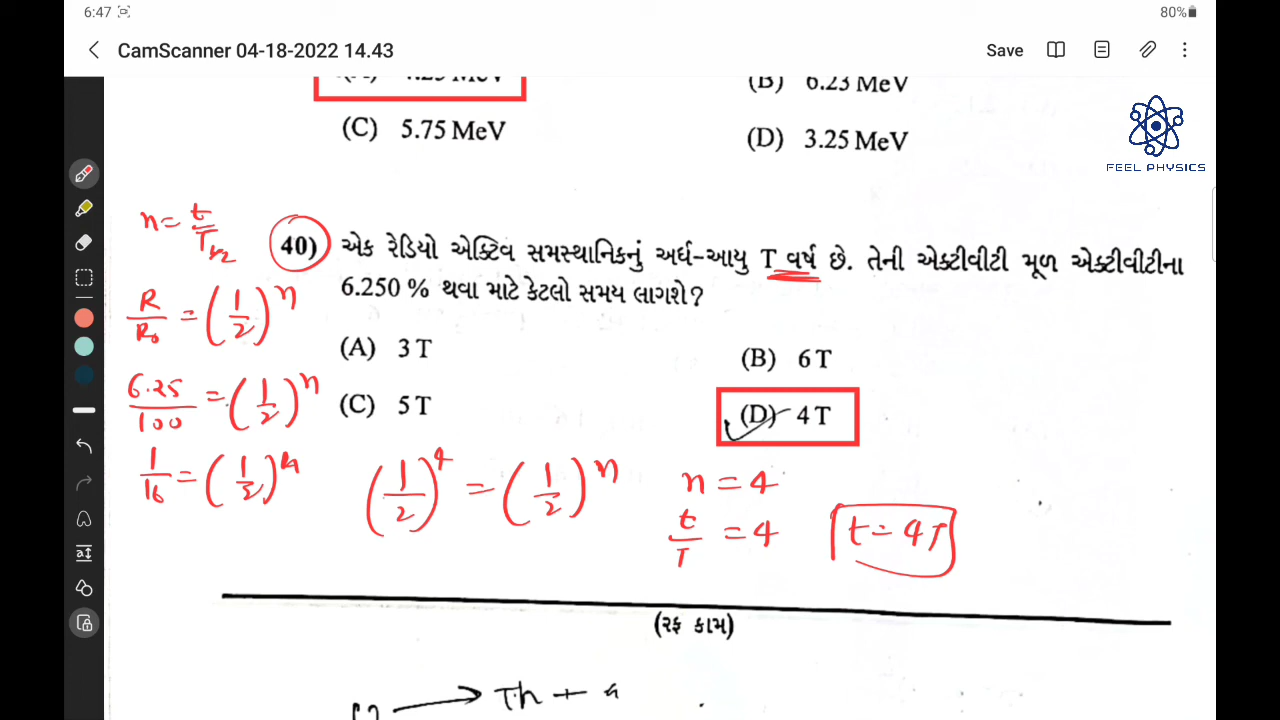 6:47
80%
CamScanner 04-18-2022 14.43
Save
(B) 6.23 MeV
(C) 5.75 MeV
(D) 3.25 MeV
FEEL PHYSICS
n = t/T1/2
40) એક રેડિયો એક્ટિવ સમસ્થાનિકનું અર્ધ-આયુ T વર્ષ છે. તેની એક્ટીવીટી મૂળ એક્ટીવીટીના
6.250 % થવા માટે કેટલો સમય લાગશે?
R/R₀ = (1/2)^n
(A) 3 T
(B) 6 T
6.25/100 = (1/2)^n
(C) 5 T
(D) 4 T
1/16 = (1/2)^n
(1/2)^4 = (1/2)^n
n = 4
t/T = 4
t = 4T
(રફ કામ)
Th +